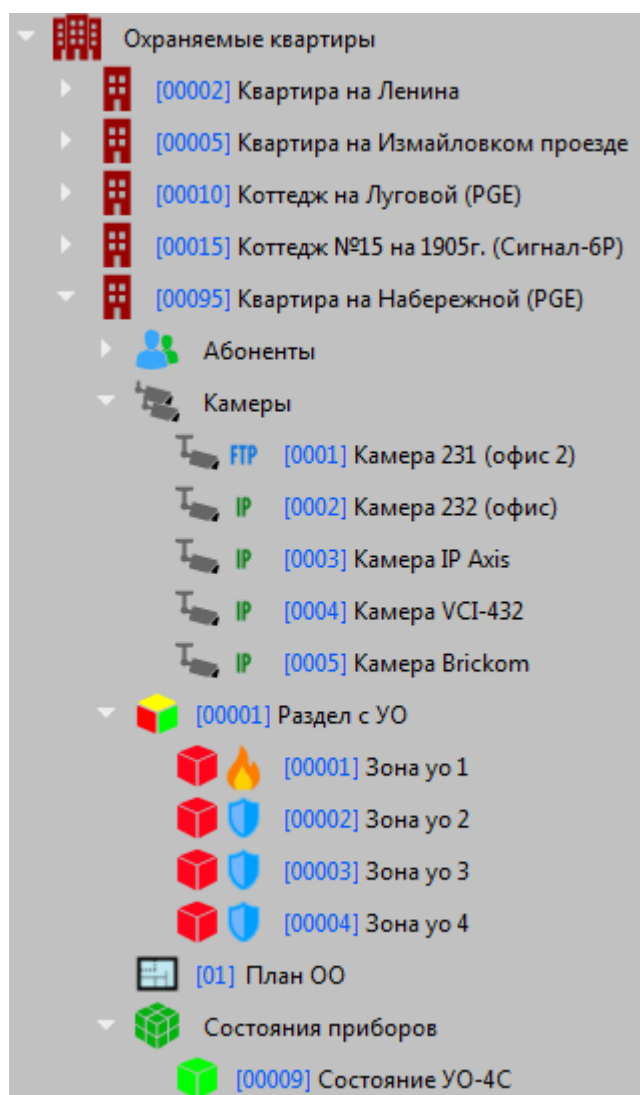 Охраняемые квартиры
[00002] Квартира на Ленина
[00005] Квартира на Измайловком проезде
[00010] Коттедж на Луговой (PGE)
[00015] Коттедж №15 на 1905г. (Сигнал-6Р)
[00095] Квартира на Набережной (PGE)
Абоненты
Камеры
FTP [0001] Камера 231 (офис 2)
IP [0002] Камера 232 (офис)
IP [0003] Камера IP Axis
IP [0004] Камера VCI-432
IP [0005] Камера Brickom
[00001] Раздел с УО
[00001] Зона уо 1
[00002] Зона уо 2
[00003] Зона уо 3
[00004] Зона уо 4
[01] План ОО
Состояния приборов
[00009] Состояние УО-4С